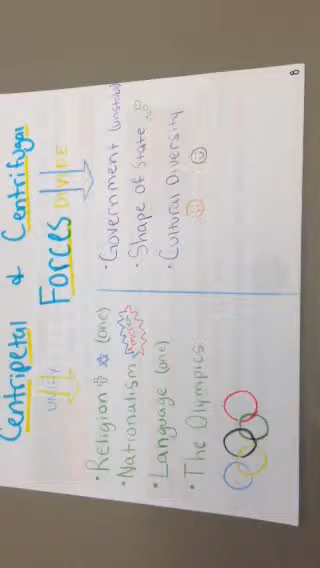 Centripetal & Centrifugal
Forces
UNIFY
DIVIDE
• Religion (one)
• Nationalism
• Language (one)
• The Olympics
• Government (unstable
• Shape of State
• Cultural Diversity
8